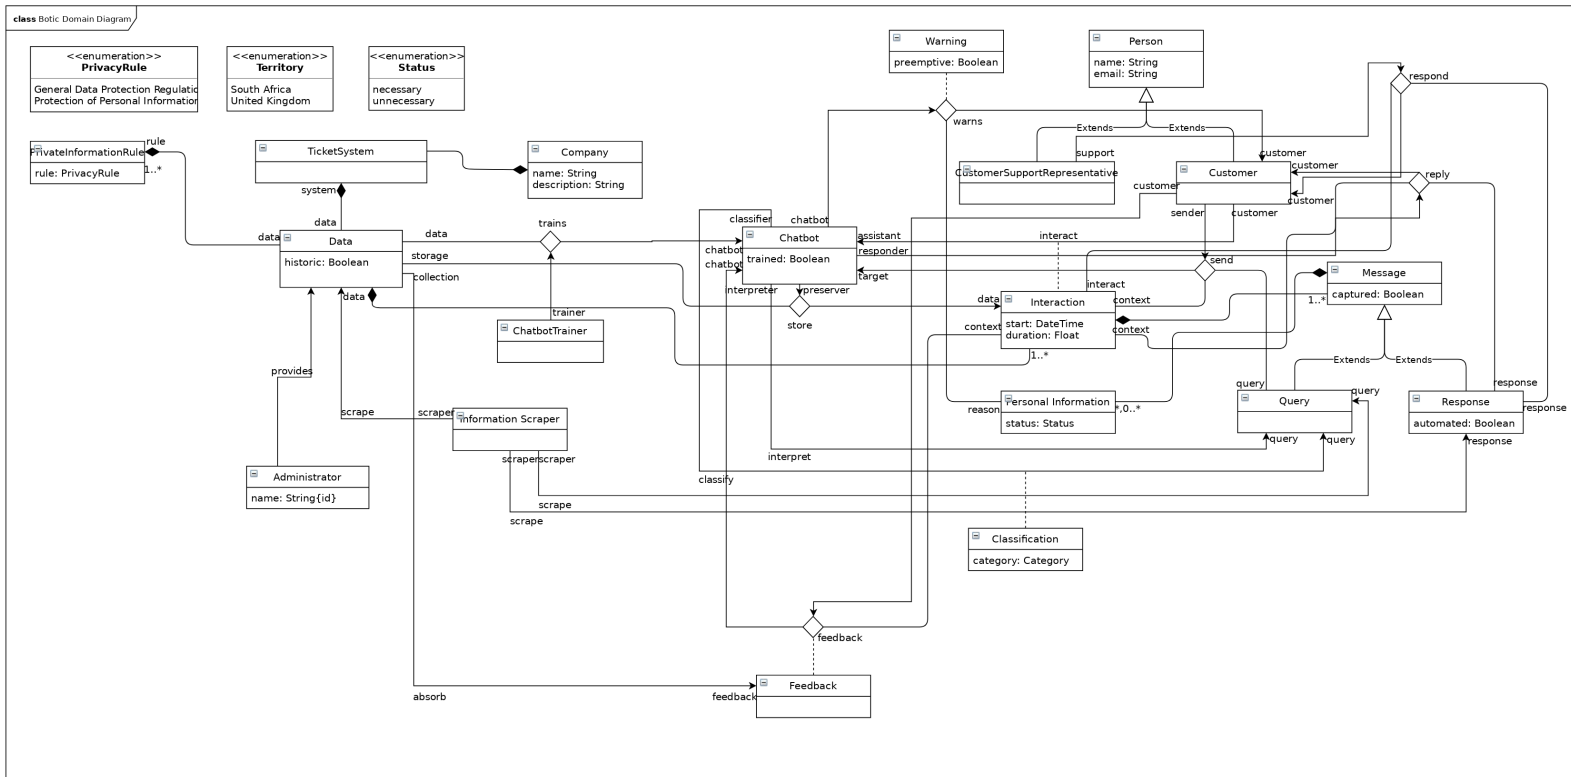 class Botic Domain Diagram
<<enumeration>>
PrivacyRule
General Data Protection Regulatio
Protection of Personal Information
<<enumeration>>
Territory
South Africa
United Kingdom
<<enumeration>>
Status
necessary
unnecessary
Warning
preemptive: Boolean
Person
name: String
email: String
respond
warns
Extends
Extends
PrivateInformationRule
rule: PrivacyRule
rule
1..*
TicketSystem
system
Company
name: String
description: String
support
CustomerSupportRepresentative
customer
Customer
customer
customer
customer
reply
sender
customer
data
data
Data
historic: Boolean
data
storage
collection
data
trains
classifier
chatbot
Chatbot
trained: Boolean
chatbot
chatbot
assistant
responder
target
interpreter
preserver
interact
send
Message
captured: Boolean
1..*
interact
data
Interaction
start: DateTime
duration: Float
context
context
context
1..*
store
trainer
ChatbotTrainer
Extends
Extends
provides
scrape
scraper
Information Scraper
reason
Personal Information
status: Status
*,0..*
query
Query
query
response
Response
automated: Boolean
response
query
query
response
interpret
scraper
scraper
classify
Administrator
name: String{id}
scrape
scrape
Classification
category: Category
feedback
absorb
feedback
Feedback